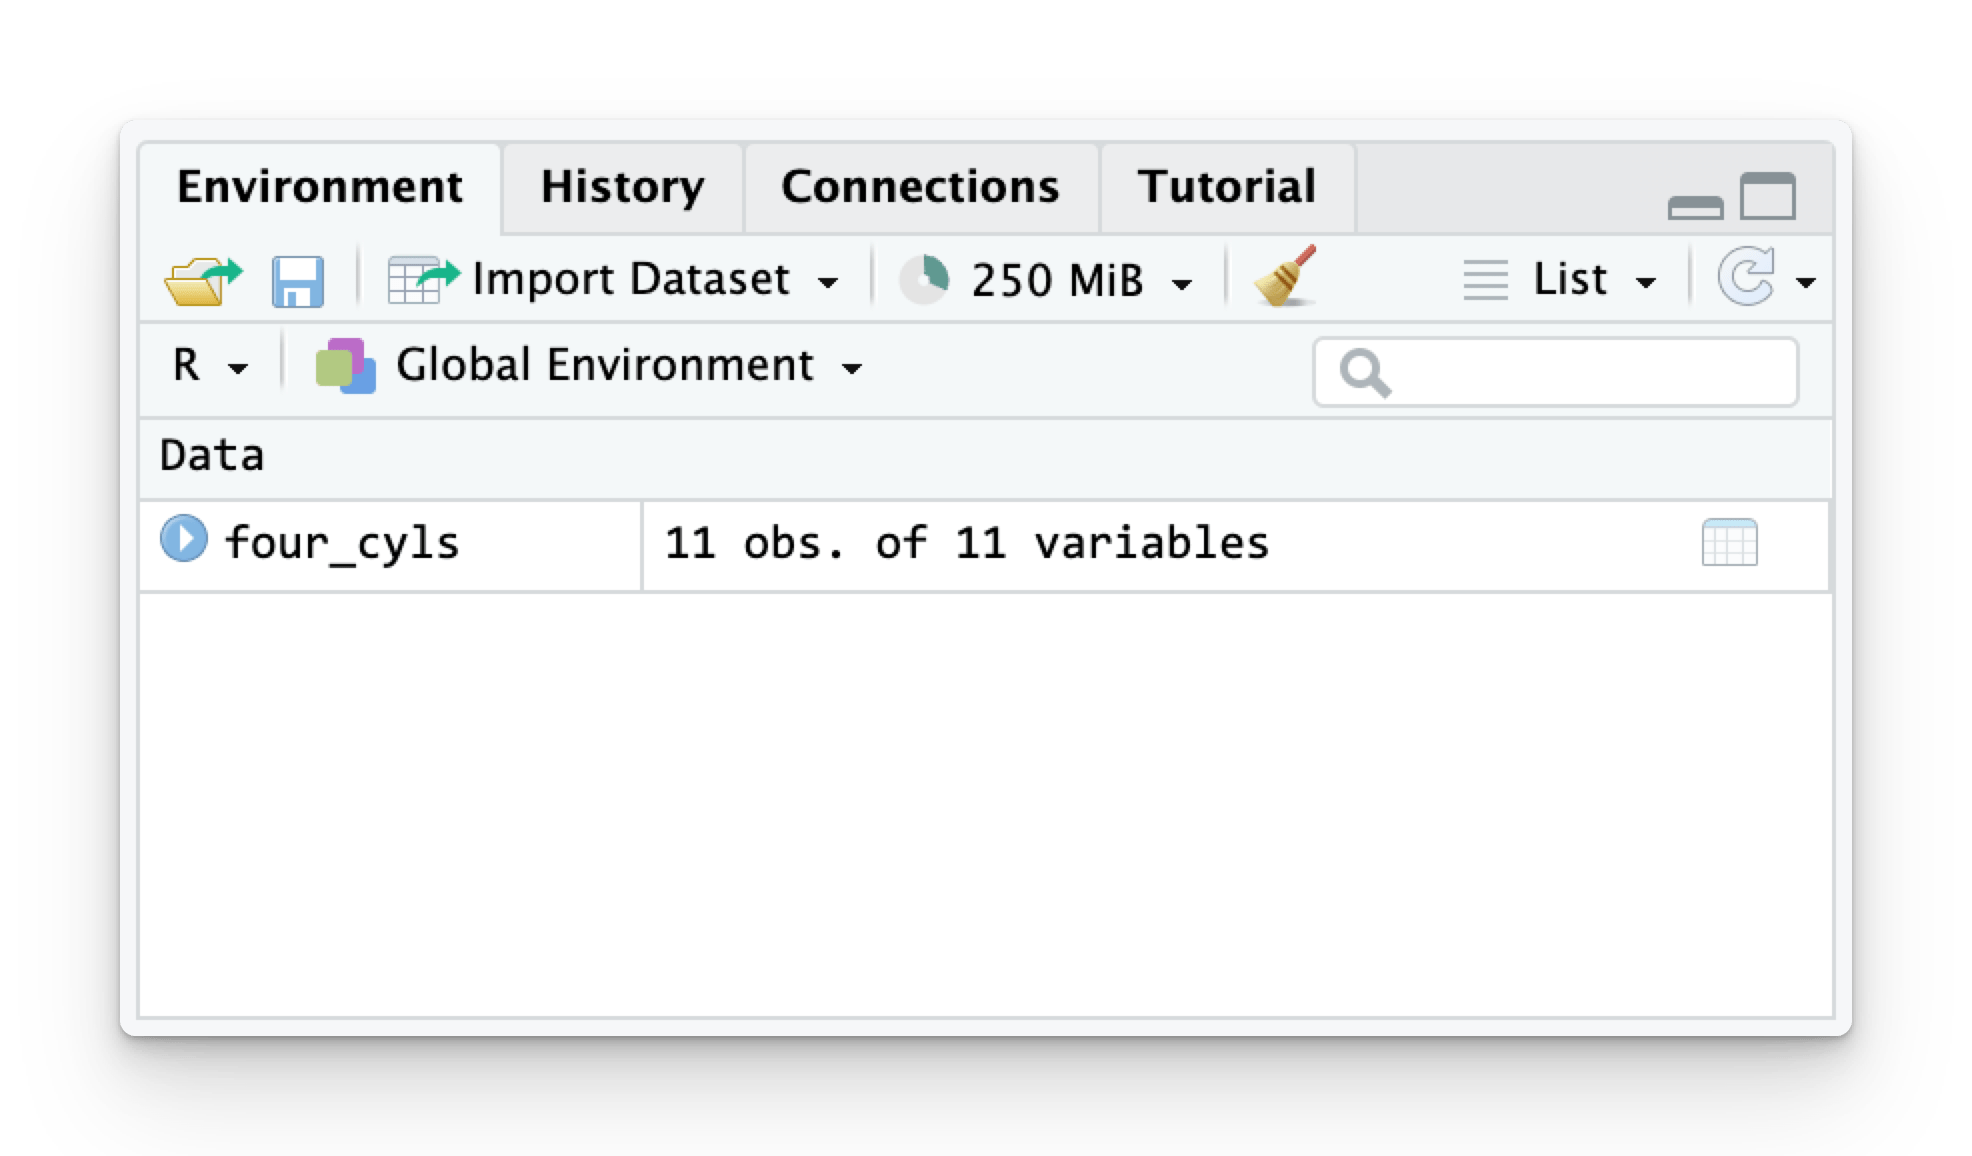 Environment History Connections Tutorial
Import Dataset 250 MiB List
R Global Environment
Data
four_cyls 11 obs. of 11 variables